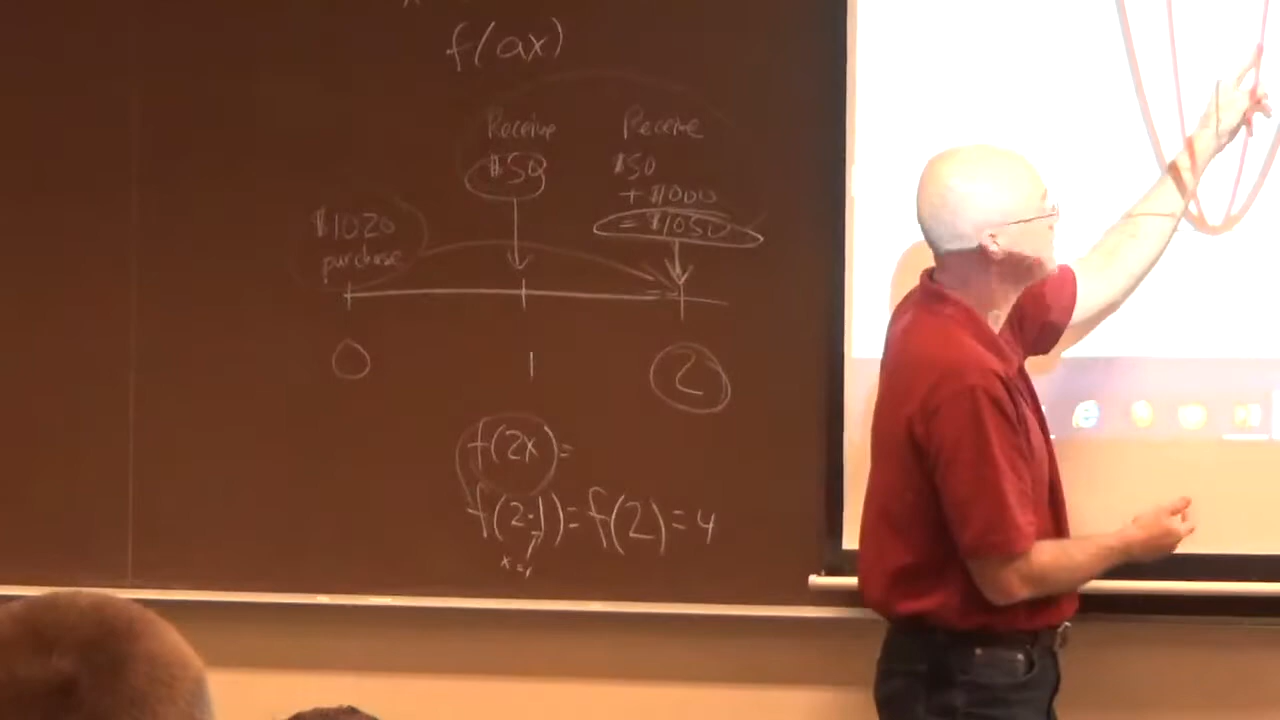 f(ax)
Receive
$50
Receive
$50
+ $1000
= $1050
$1020
purchase
0
1
2
f(2x)=
f(2·1)=f(2)=4
x=1